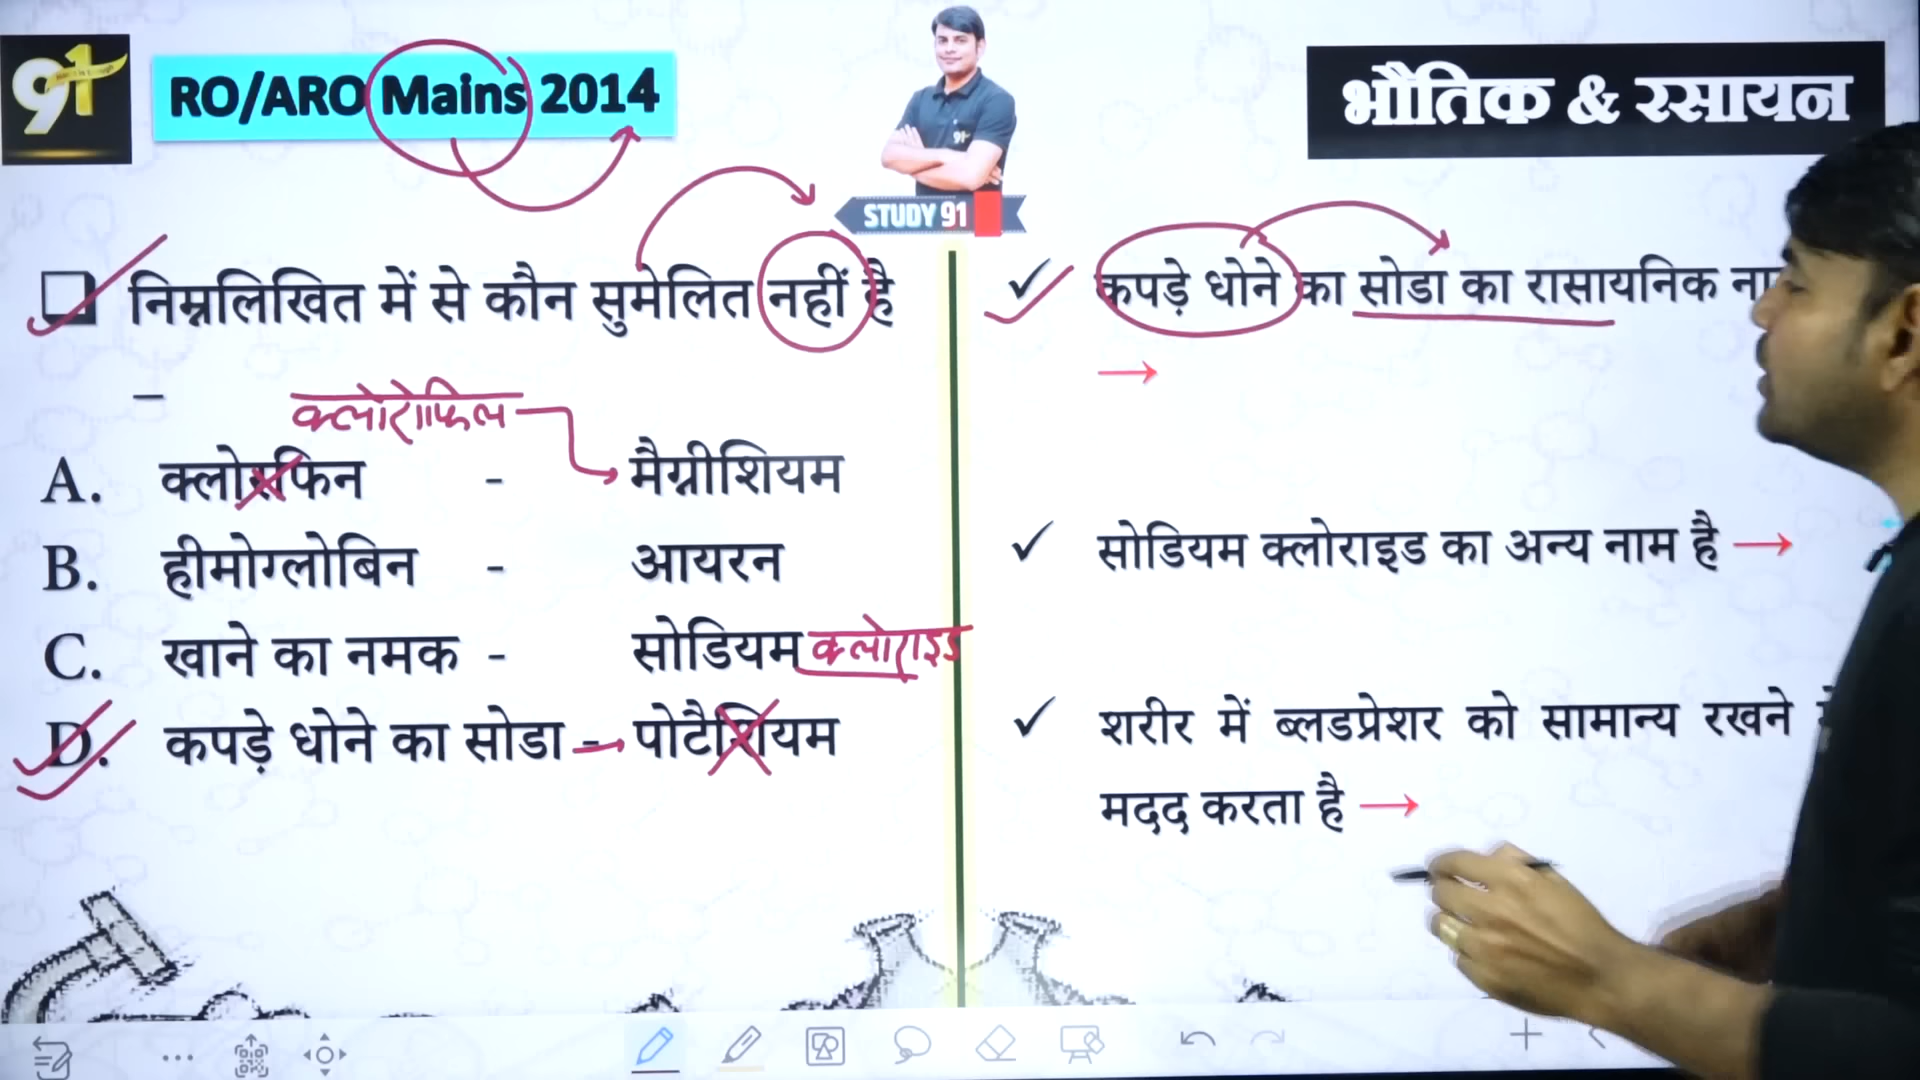 91
RO/ARO Mains 2014
STUDY 91
भौतिक & रसायन
निम्नलिखित में से कौन सुमेलित नहीं है
–
क्लोरोफिल
A. क्लोरोफिन - मैग्नीशियम
B. हीमोग्लोबिन - आयरन
C. खाने का नमक - सोडियम क्लोराइड
D. कपड़े धोने का सोडा - पोटैशियम
✓ कपड़े धोने का सोडा का रासायनिक
→
✓ सोडियम क्लोराइड का अन्य नाम है →
✓ शरीर में ब्लडप्रेशर को सामान्य रखने
मदद करता है →